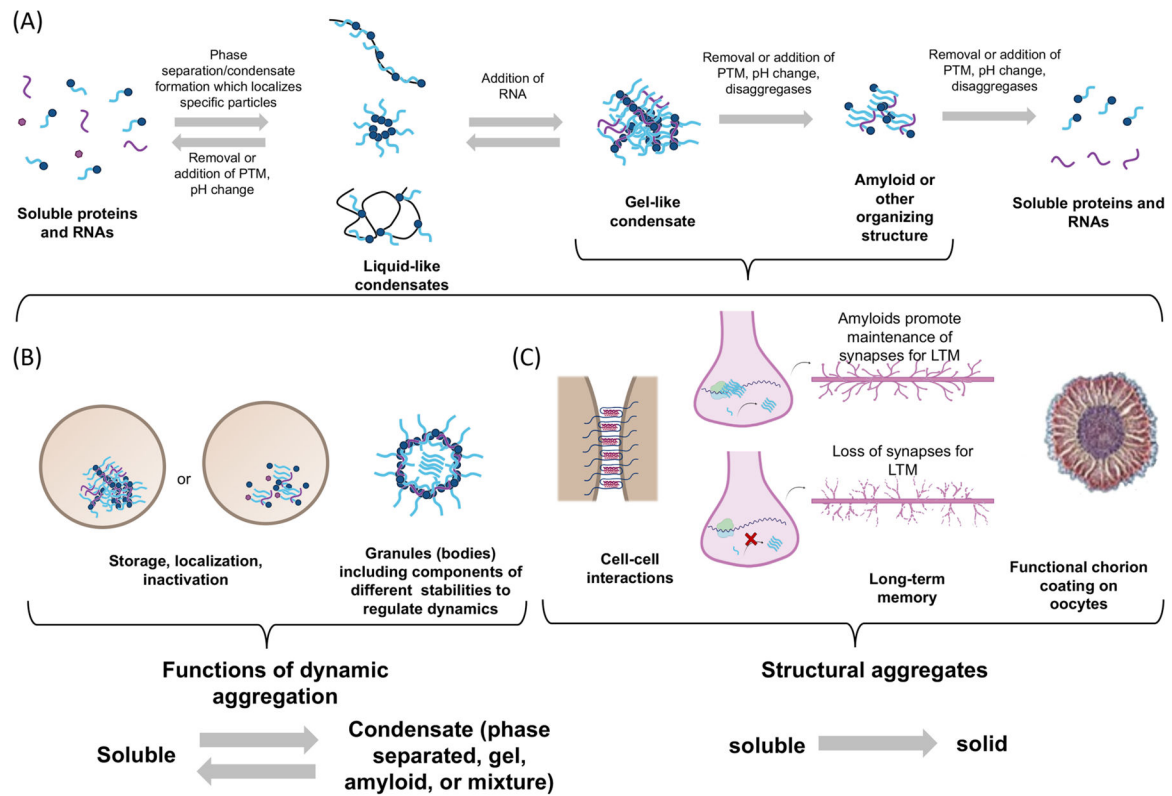 (A)
Phase
separation/condensate
formation which localizes
specific particles
Removal or
addition of PTM,
pH change
Soluble proteins
and RNAs
Liquid-like
condensates
Addition of
RNA
Gel-like
condensate
Removal or addition of
PTM, pH change,
disaggregases
Amyloid or
other
organizing
structure
Removal or addition of
PTM, pH change,
disaggregases
Soluble proteins and
RNAs
(B)
or
Storage, localization,
inactivation
Granules (bodies)
including components of
different stabilities to
regulate dynamics
Functions of dynamic
aggregation
Soluble
Condensate (phase
separated, gel,
amyloid, or mixture)
(C)
Cell-cell
interactions
Amyloids promote
maintenance of
synapses for LTM
Loss of synapses for
LTM
Long-term
memory
Functional chorion
coating on
oocytes
Structural aggregates
soluble
solid